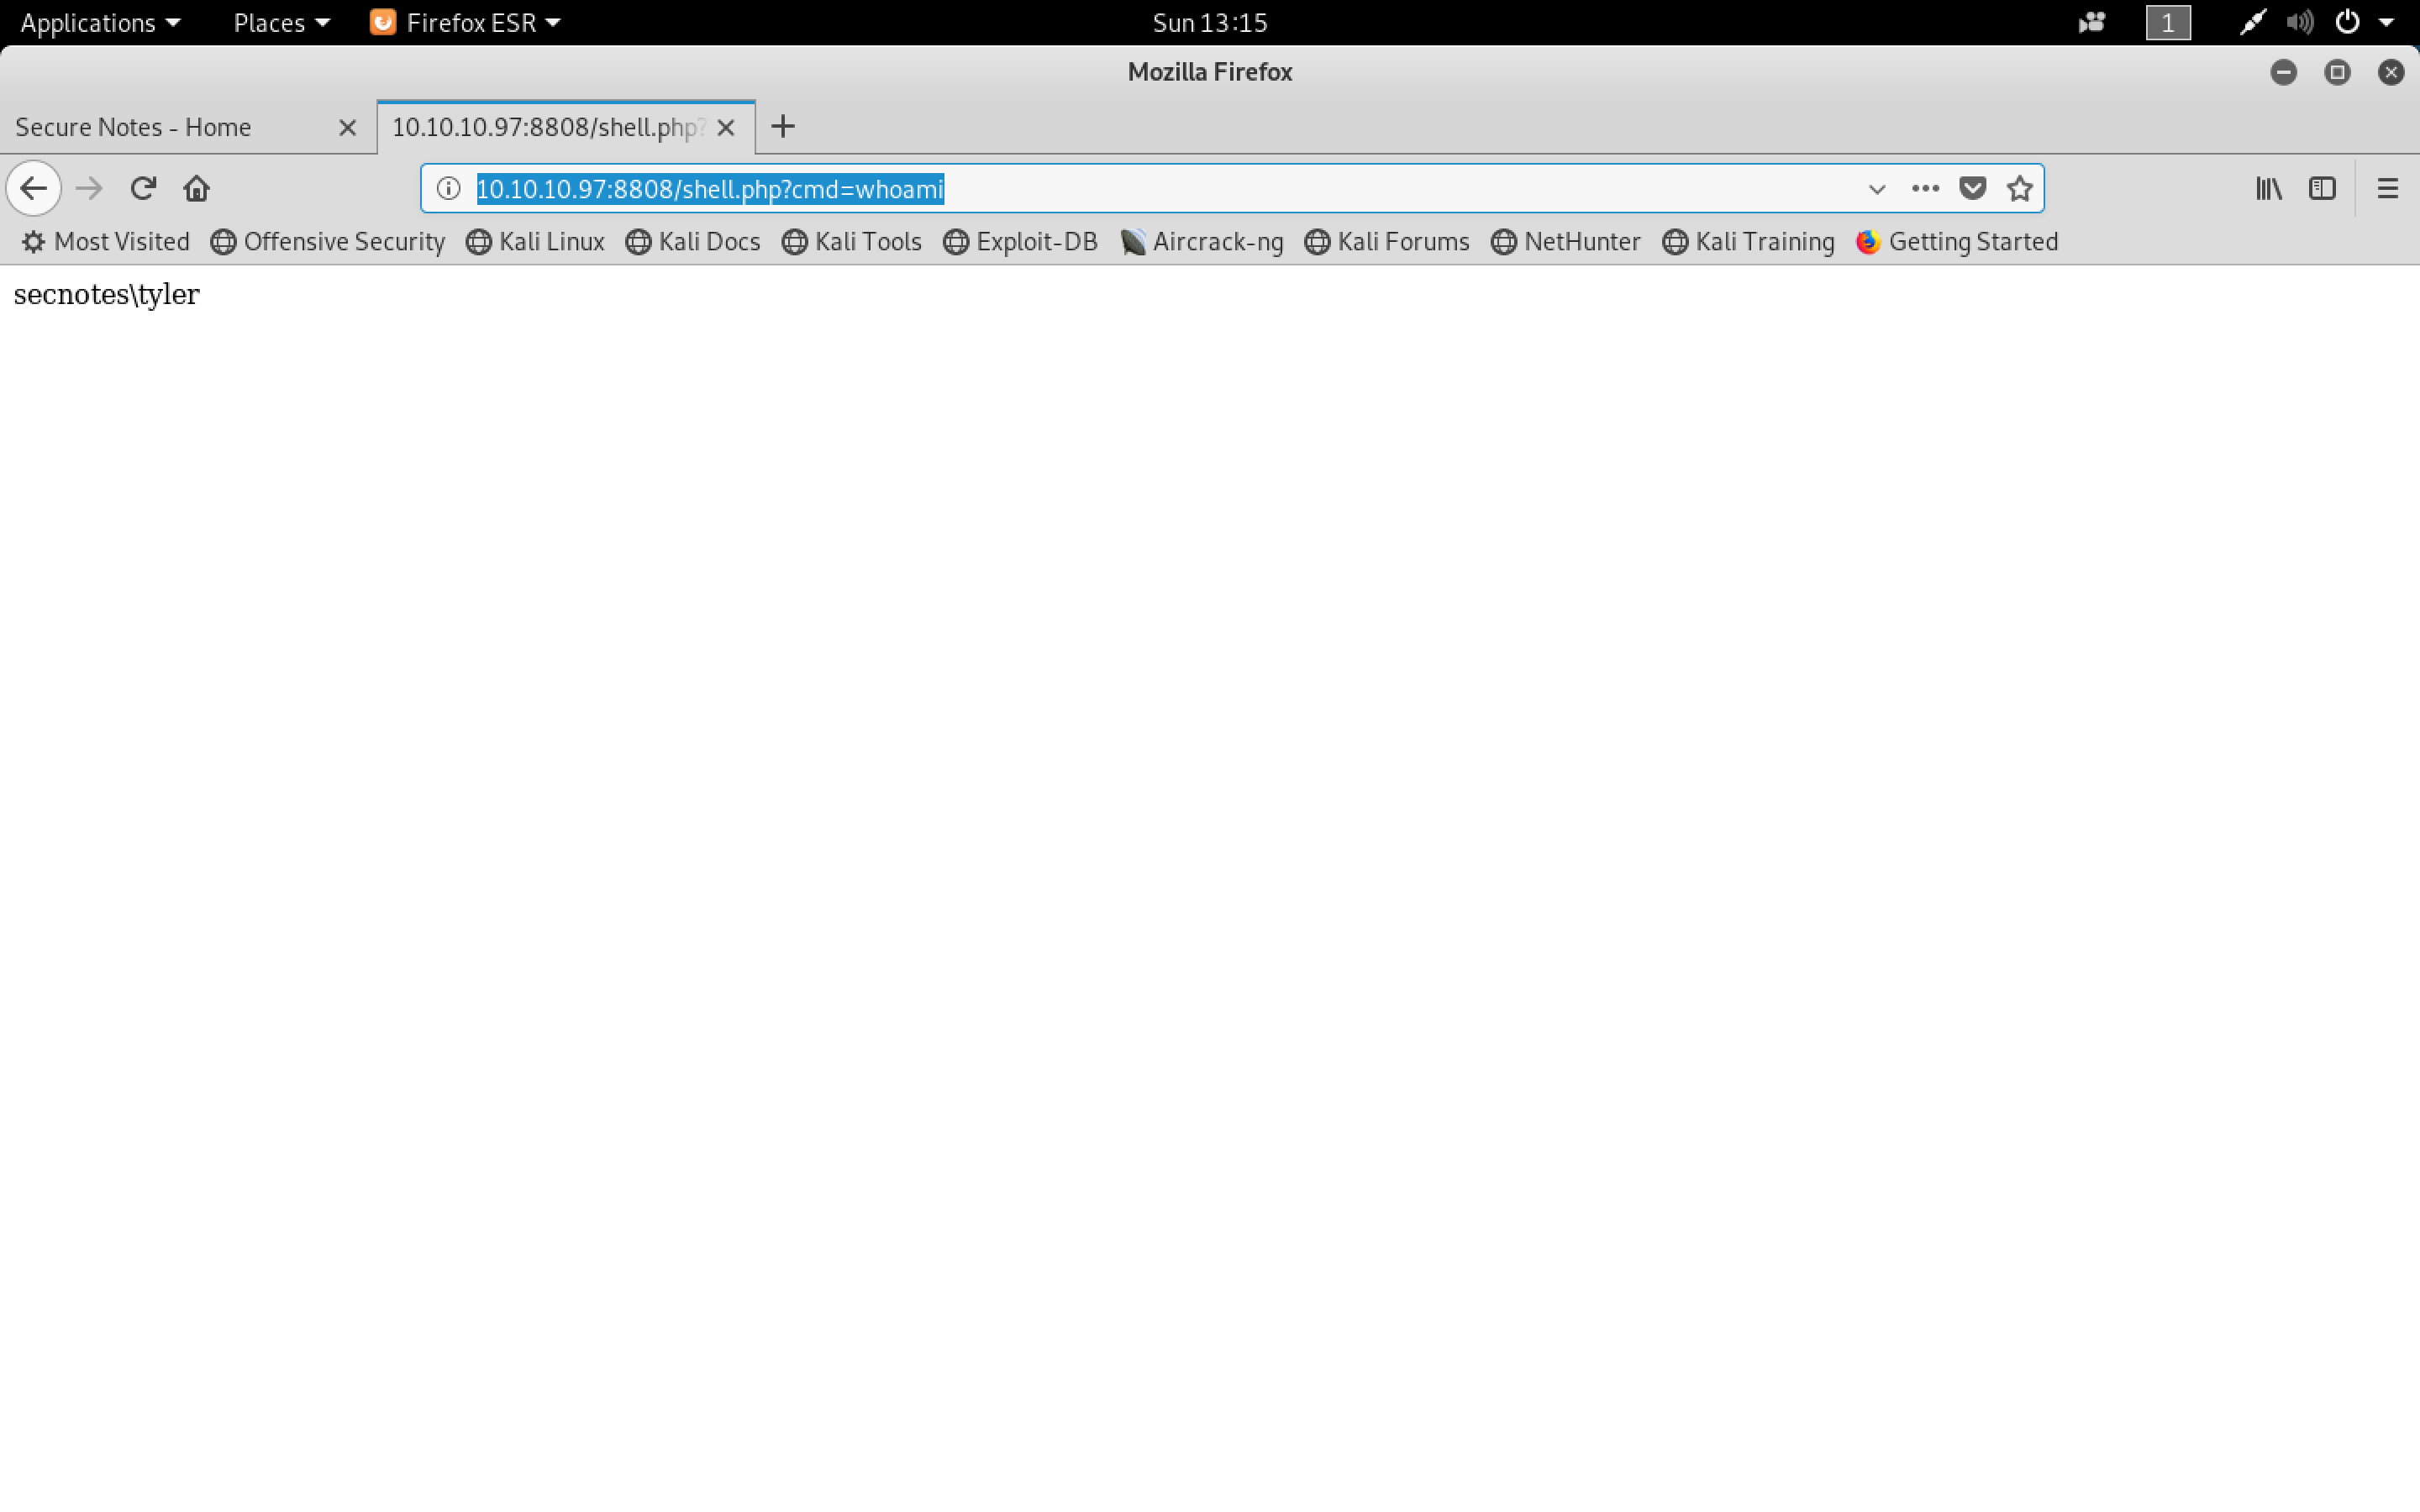 Applications Places Firefox ESR Sun 13:15 1
Mozilla Firefox
Secure Notes - Home 10.10.10.97:8808/shell.php?
10.10.10.97:8808/shell.php?cmd=whoami
Most Visited Offensive Security Kali Linux Kali Docs Kali Tools Exploit-DB Aircrack-ng Kali Forums NetHunter Kali Training Getting Started
secnotes\tyler